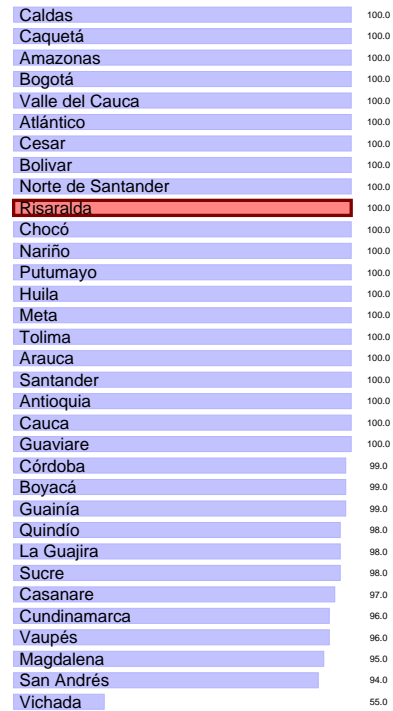 Caldas 100.0
Caquetá 100.0
Amazonas 100.0
Bogotá 100.0
Valle del Cauca 100.0
Atlántico 100.0
Cesar 100.0
Bolivar 100.0
Norte de Santander 100.0
Risaralda 100.0
Chocó 100.0
Nariño 100.0
Putumayo 100.0
Huila 100.0
Meta 100.0
Tolima 100.0
Arauca 100.0
Santander 100.0
Antioquia 100.0
Cauca 100.0
Guaviare 100.0
Córdoba 99.0
Boyacá 99.0
Guainía 99.0
Quindío 98.0
La Guajira 98.0
Sucre 98.0
Casanare 97.0
Cundinamarca 96.0
Vaupés 96.0
Magdalena 95.0
San Andrés 94.0
Vichada 55.0